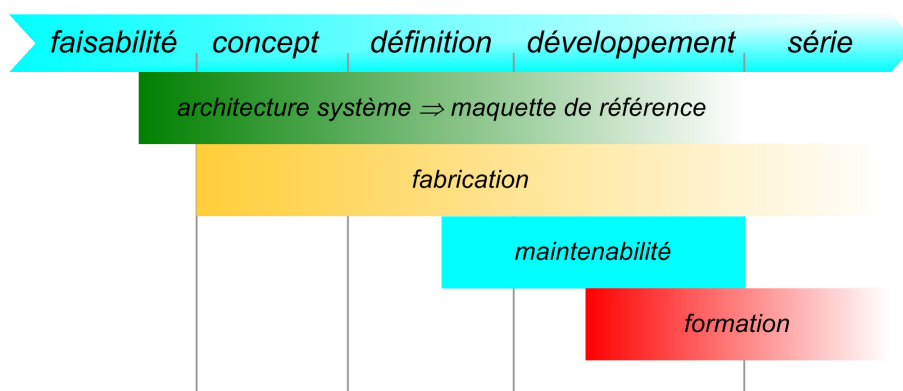 faisabilité concept définition développement série
architecture système ⇒ maquette de référence
fabrication
maintenabilité
formation